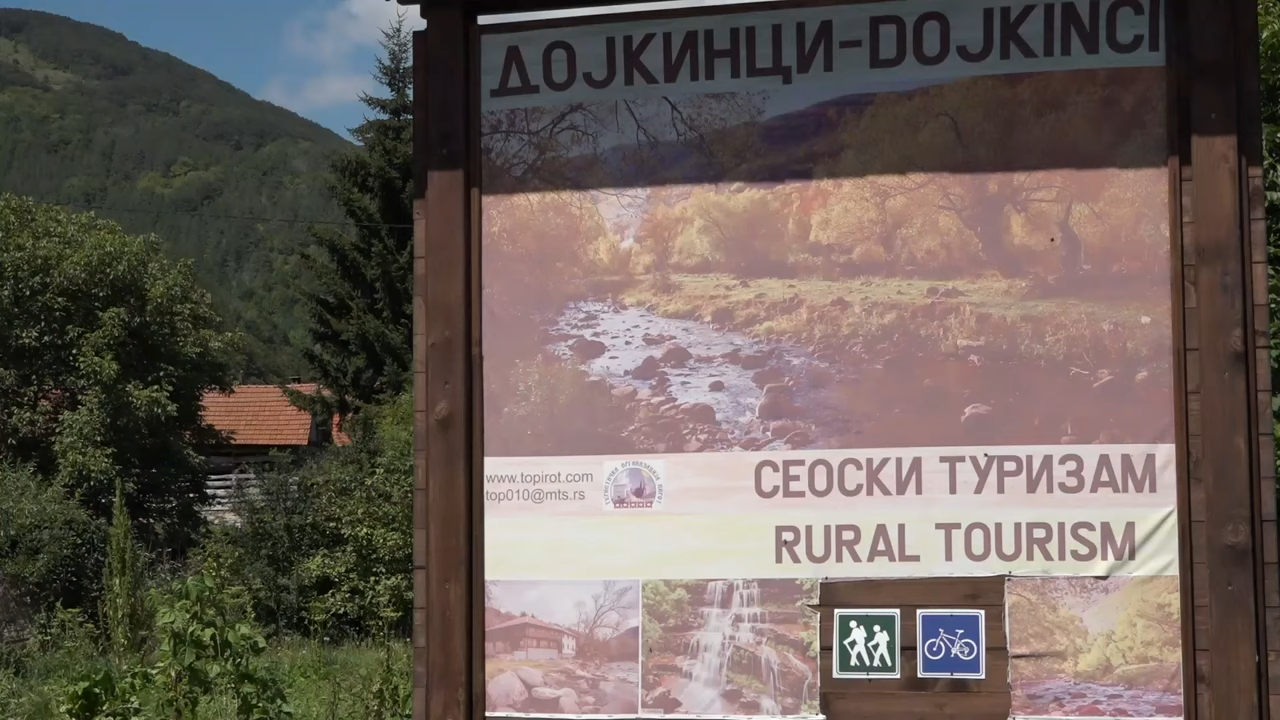 ДОЈКИНЦИ-DOJKINCI
www.topirot.com
top010@mts.rs
СЕОСКИ ТУРИЗАМ
RURAL TOURISM